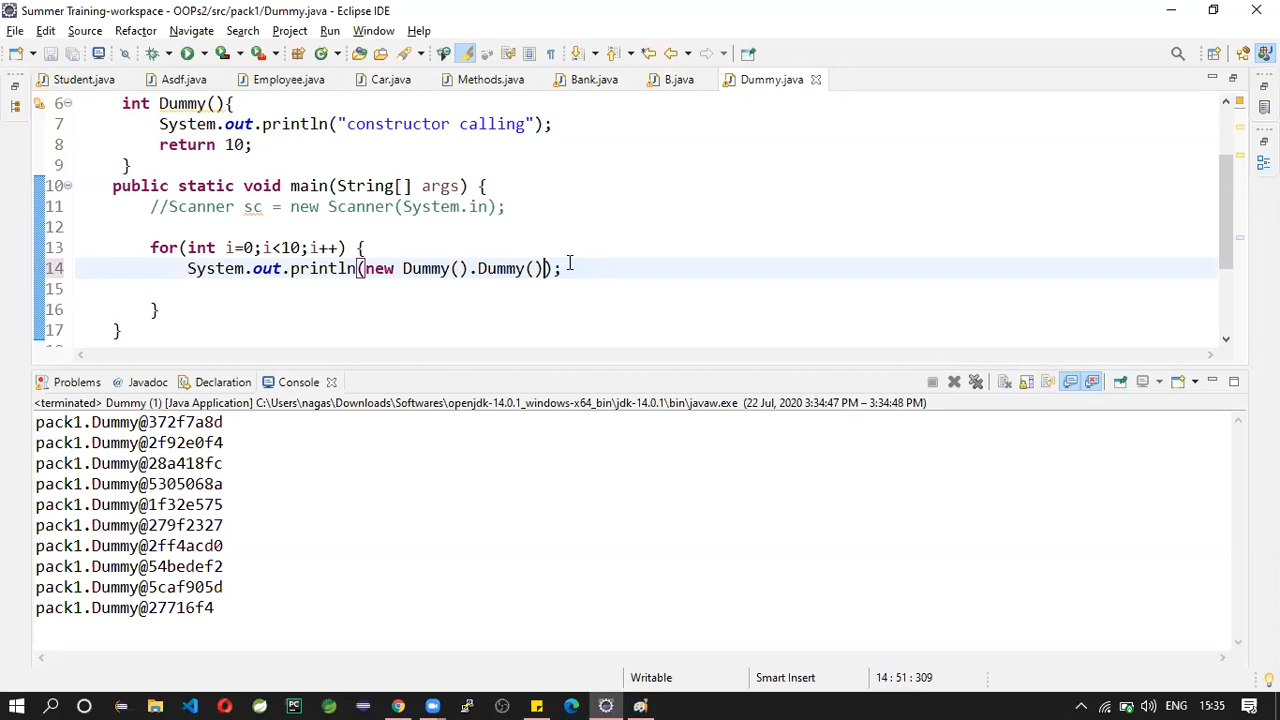 Summer Training-workspace - OOPs2/src/pack1/Dummy.java - Eclipse IDE
File Edit Source Refactor Navigate Search Project Run Window Help
Student.java Asdf.java Employee.java Car.java Methods.java Bank.java B.java Dummy.java
6 int Dummy(){
7 System.out.println("constructor calling");
8 return 10;
9 }
10 public static void main(String[] args) {
11 //Scanner sc = new Scanner(System.in);
12
13 for(int i=0;i<10;i++) {
14 System.out.println(new Dummy().Dummy());
15
16 }
17 }
Problems Javadoc Declaration Console
<terminated> Dummy (1) [Java Application] C:\Users\nagas\Downloads\Softwares\openjdk-14.0.1_windows-x64_bin\jdk-14.0.1\bin\javaw.exe (22 Jul, 2020 3:34:47 PM – 3:34:48 PM)
pack1.Dummy@372f7a8d
pack1.Dummy@2f92e0f4
pack1.Dummy@28a418fc
pack1.Dummy@5305068a
pack1.Dummy@1f32e575
pack1.Dummy@279f2327
pack1.Dummy@2ff4acd0
pack1.Dummy@54bedef2
pack1.Dummy@5caf905d
pack1.Dummy@27716f4
Writable Smart Insert 14 : 51 : 309
ENG 15:35